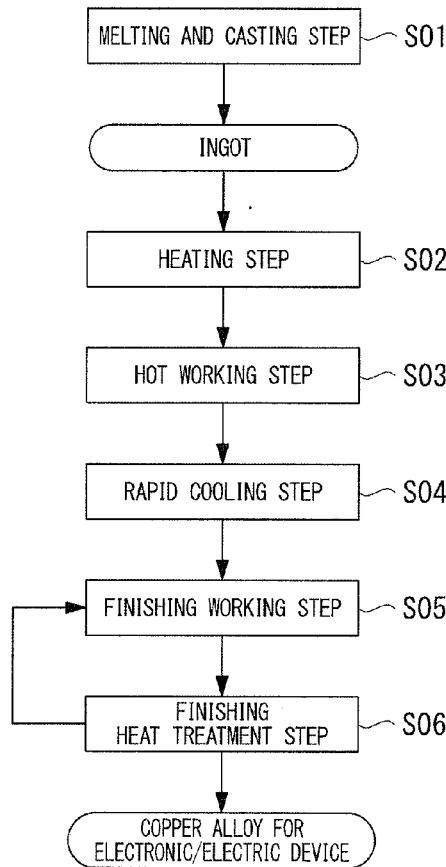 MELTING AND CASTING STEP S01
INGOT
HEATING STEP S02
HOT WORKING STEP S03
RAPID COOLING STEP S04
FINISHING WORKING STEP S05
FINISHING
HEAT TREATMENT STEP S06
COPPER ALLOY FOR
ELECTRONIC/ELECTRIC DEVICE